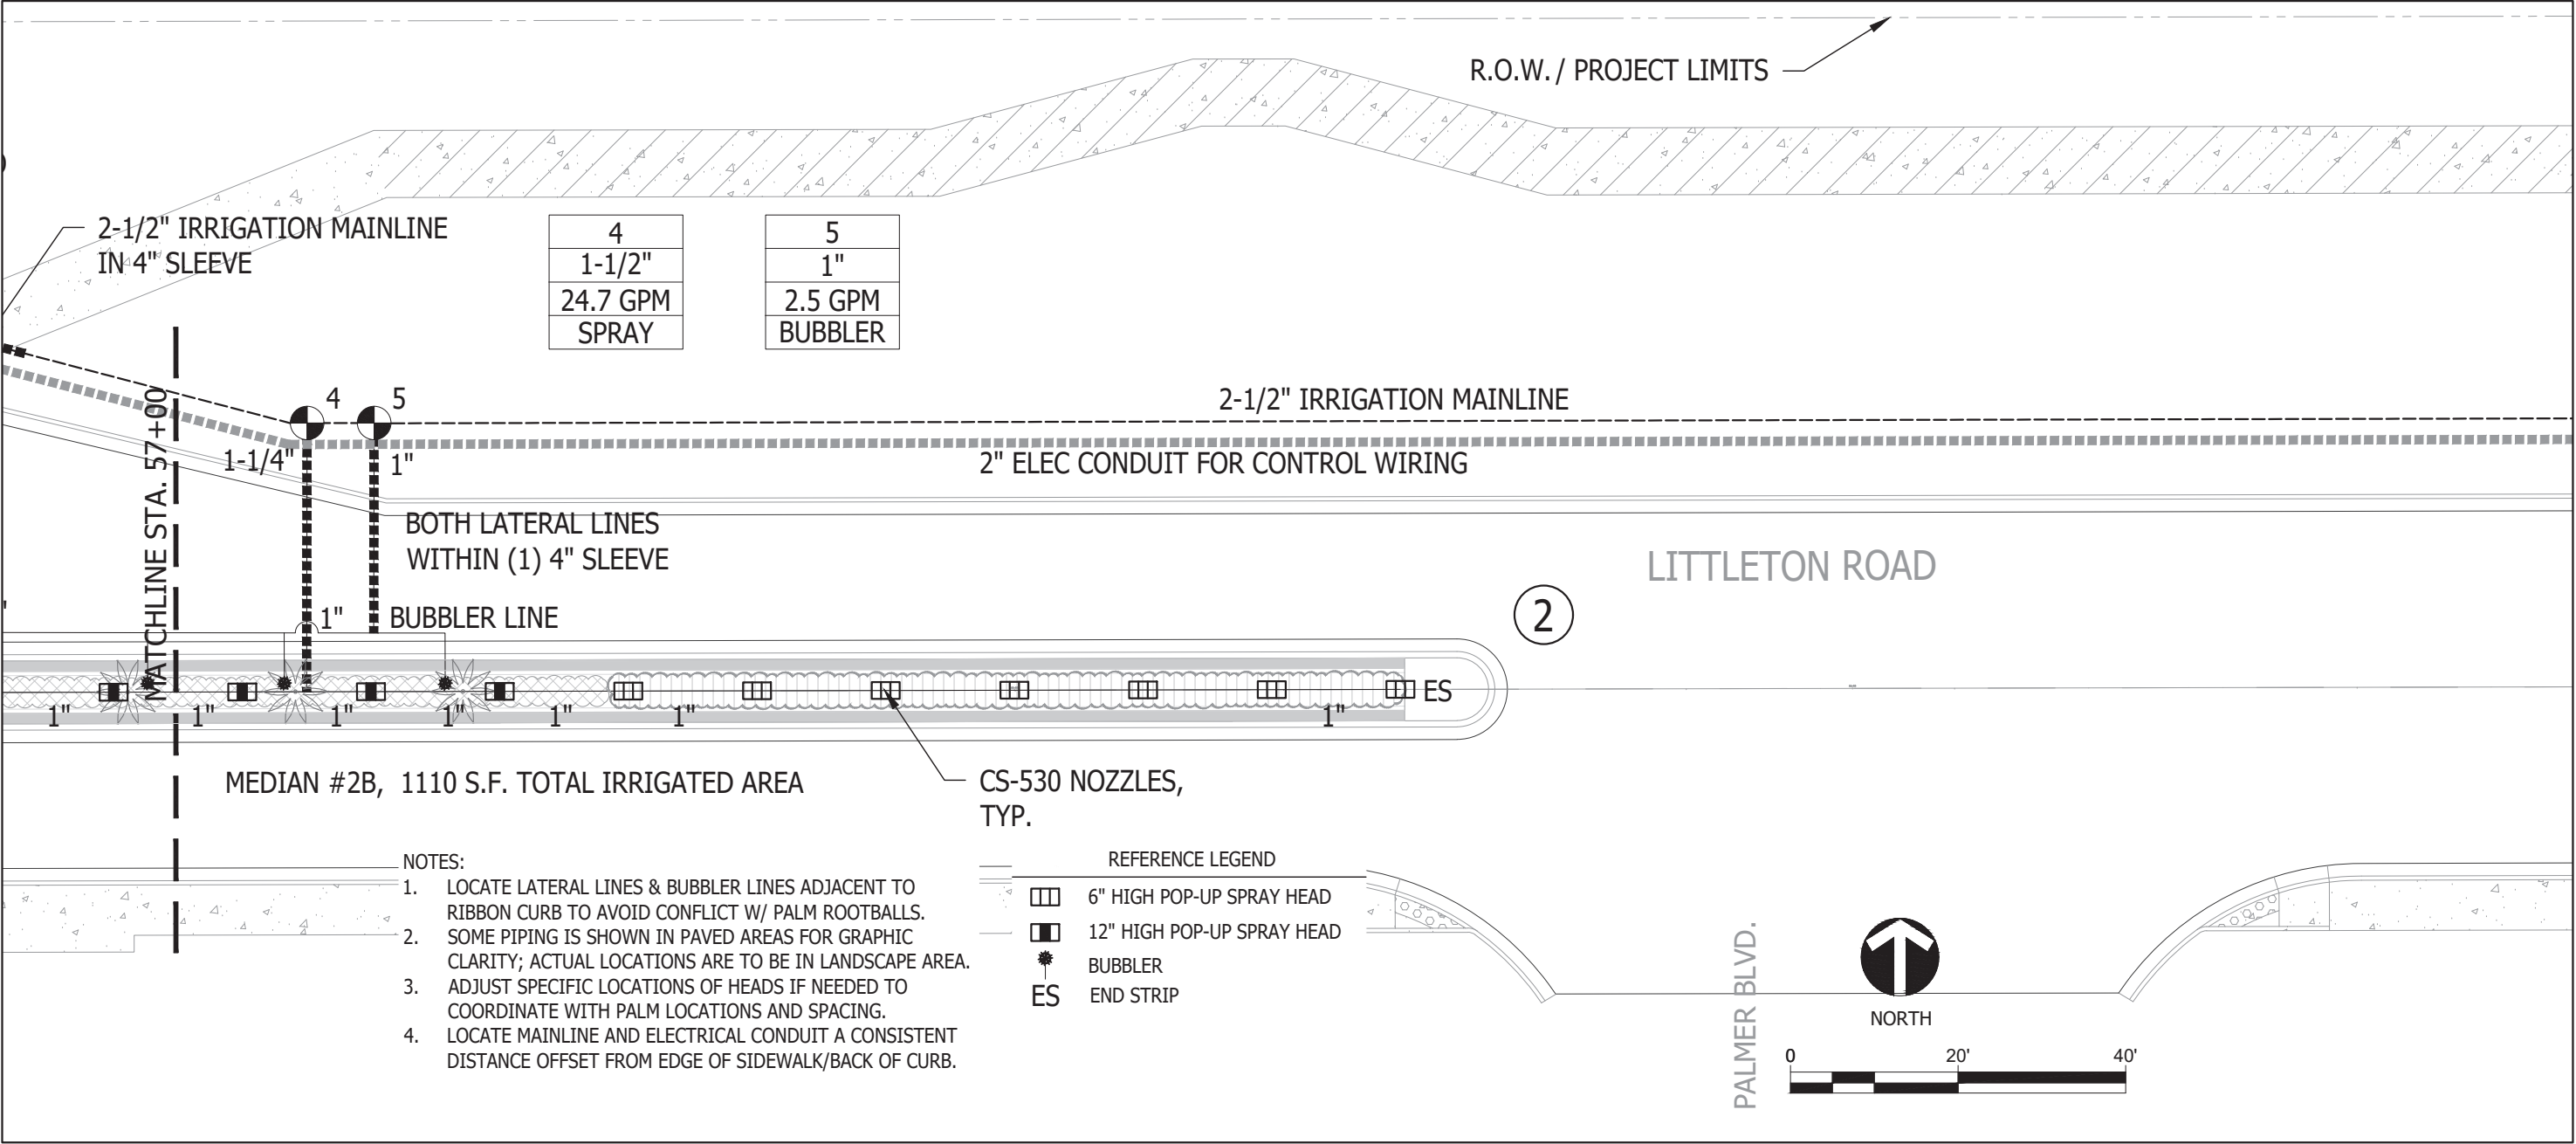 R.O.W. / PROJECT LIMITS
2-1/2" IRRIGATION MAINLINE
IN 4" SLEEVE
4
1-1/2"
24.7 GPM
SPRAY
5
1"
2.5 GPM
BUBBLER
4
5
2-1/2" IRRIGATION MAINLINE
1-1/4"
1"
2" ELEC CONDUIT FOR CONTROL WIRING
MATCHLINE STA. 57+00
BOTH LATERAL LINES
WITHIN (1) 4" SLEEVE
LITTLETON ROAD
2
1"
BUBBLER LINE
ES
1"
1"
1"
1"
1"
1"
1"
MEDIAN #2B, 1110 S.F. TOTAL IRRIGATED AREA
CS-530 NOZZLES,
TYP.
NOTES:
1. LOCATE LATERAL LINES & BUBBLER LINES ADJACENT TO
RIBBON CURB TO AVOID CONFLICT W/ PALM ROOTBALLS.
2. SOME PIPING IS SHOWN IN PAVED AREAS FOR GRAPHIC
CLARITY; ACTUAL LOCATIONS ARE TO BE IN LANDSCAPE AREA.
3. ADJUST SPECIFIC LOCATIONS OF HEADS IF NEEDED TO
COORDINATE WITH PALM LOCATIONS AND SPACING.
4. LOCATE MAINLINE AND ELECTRICAL CONDUIT A CONSISTENT
DISTANCE OFFSET FROM EDGE OF SIDEWALK/BACK OF CURB.
REFERENCE LEGEND
6" HIGH POP-UP SPRAY HEAD
12" HIGH POP-UP SPRAY HEAD
BUBBLER
ES END STRIP
PALMER BLVD.
NORTH
0 20' 40'